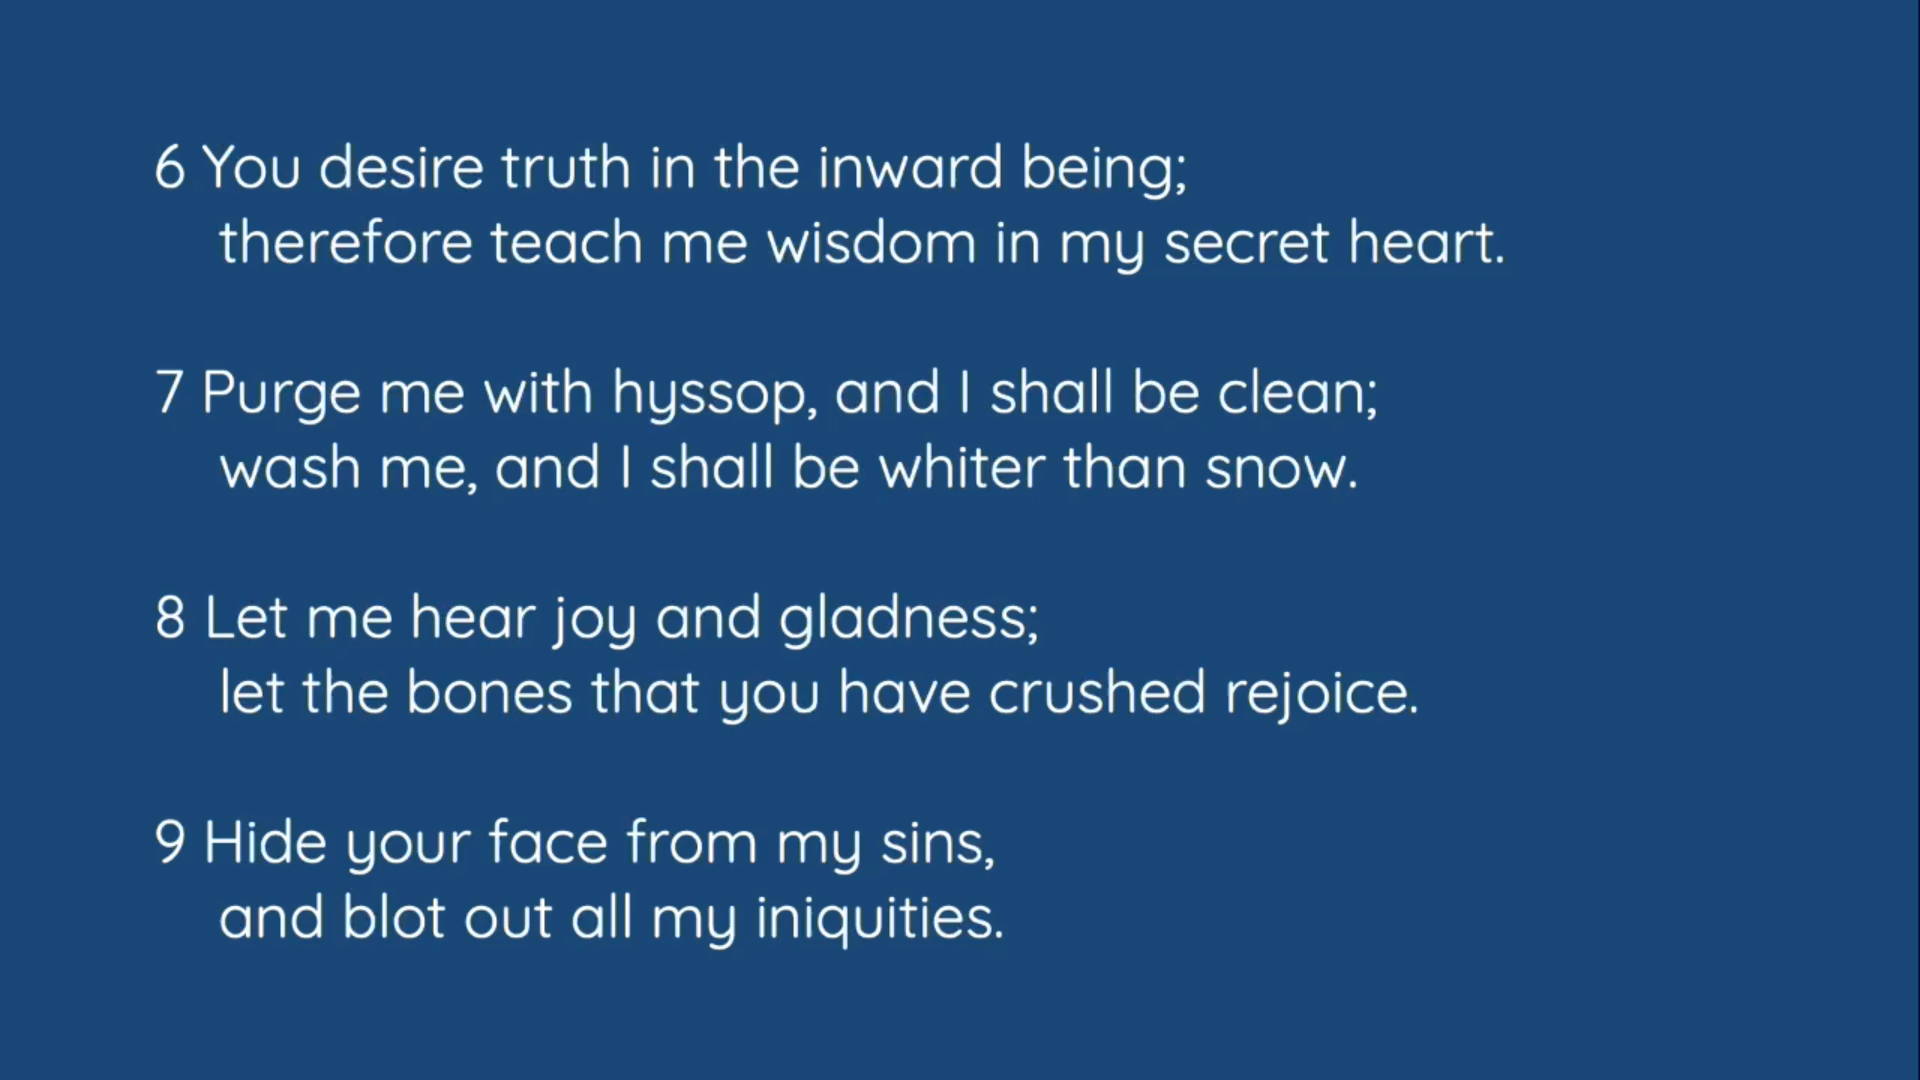 6 You desire truth in the inward being;
therefore teach me wisdom in my secret heart.
7 Purge me with hyssop, and I shall be clean;
wash me, and I shall be whiter than snow.
8 Let me hear joy and gladness;
let the bones that you have crushed rejoice.
9 Hide your face from my sins,
and blot out all my iniquities.